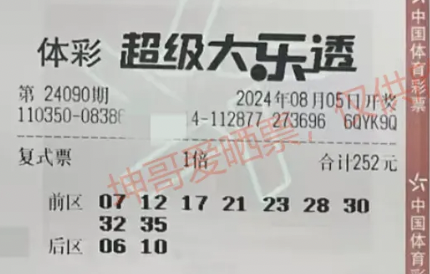 体彩 超级大乐透
第 24090期 2024年08月05日开奖
110350-08386 4-112877 273696 6QYK9Q
复式票 1倍 合计252元
前区 07 12 17 21 23 28 30
32 35
后区 06 10
坤哥爱晒票，仅供
中国体育彩票
中国体育